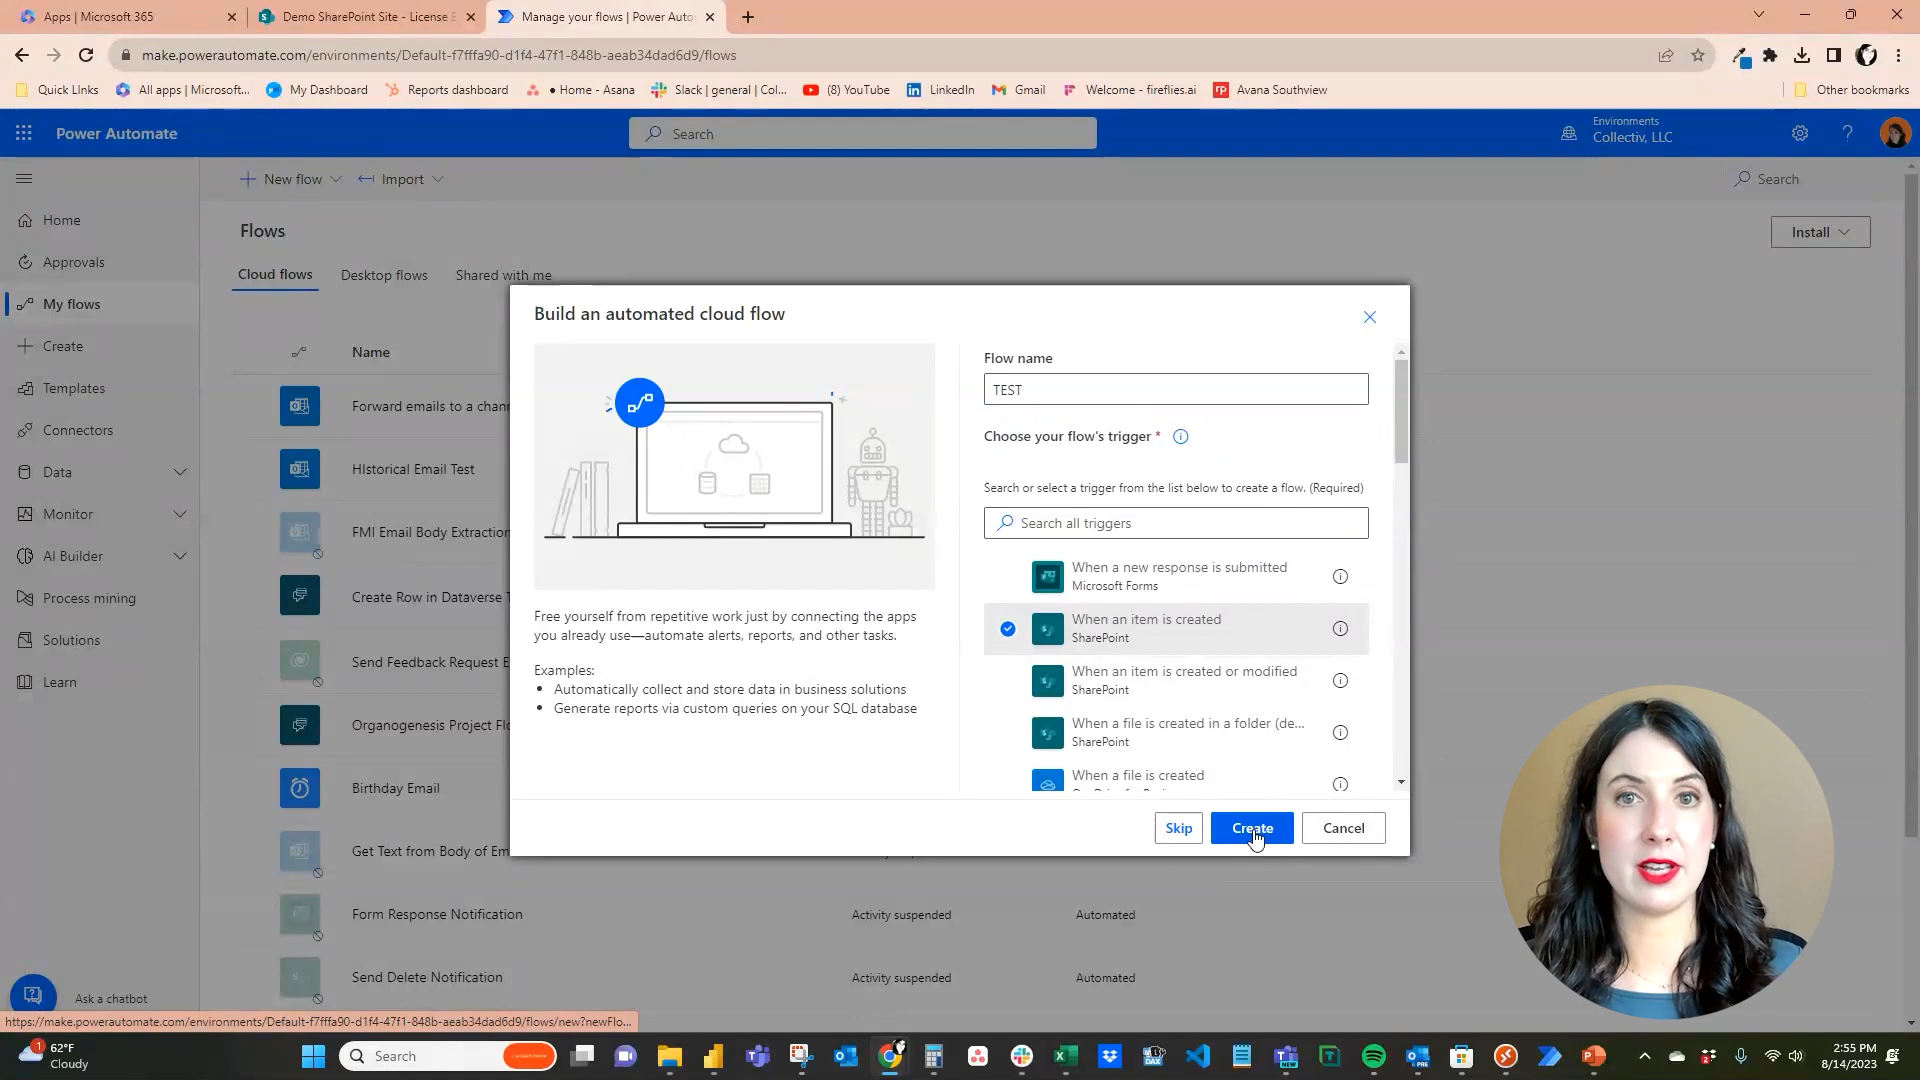 Apps | Microsoft 365
Demo SharePoint Site - License E
Manage your flows | Power Auto
make.powerautomate.com/environments/Default-f7fffa90-d1f4-47f1-848b-aeab34dad6d9/flows
Quick LInks
All apps | Microsoft...
My Dashboard
Reports dashboard
• Home - Asana
Slack | general | Col...
(8) YouTube
LinkedIn
Gmail
Welcome - fireflies.ai
Avana Southview
Other bookmarks
Power Automate
Search
Environments
Collectiv, LLC
New flow
Import
Search
Home
Approvals
My flows
Create
Templates
Connectors
Data
Monitor
AI Builder
Process mining
Solutions
Learn
Ask a chatbot
Flows
Install
Cloud flows
Desktop flows
Shared with me
Name
Forward emails to a chann
HIstorical Email Test
FMI Email Body Extraction
Create Row in Dataverse T
Send Feedback Request E
Organogenesis Project Flo
Birthday Email
Get Text from Body of Em
Form Response Notification
Activity suspended
Automated
Send Delete Notification
Activity suspended
Automated
Build an automated cloud flow
Free yourself from repetitive work just by connecting the apps
you already use—automate alerts, reports, and other tasks.
Examples:
• Automatically collect and store data in business solutions
• Generate reports via custom queries on your SQL database
Flow name
TEST
Choose your flow's trigger *
Search or select a trigger from the list below to create a flow. (Required)
Search all triggers
When a new response is submitted
Microsoft Forms
When an item is created
SharePoint
When an item is created or modified
SharePoint
When a file is created in a folder (de...
SharePoint
When a file is created
Skip
Create
Cancel
https://make.powerautomate.com/environments/Default-f7fffa90-d1f4-47f1-848b-aeab34dad6d9/flows/new?newFlo...
1
62°F
Cloudy
Search
2:55 PM
8/14/2023